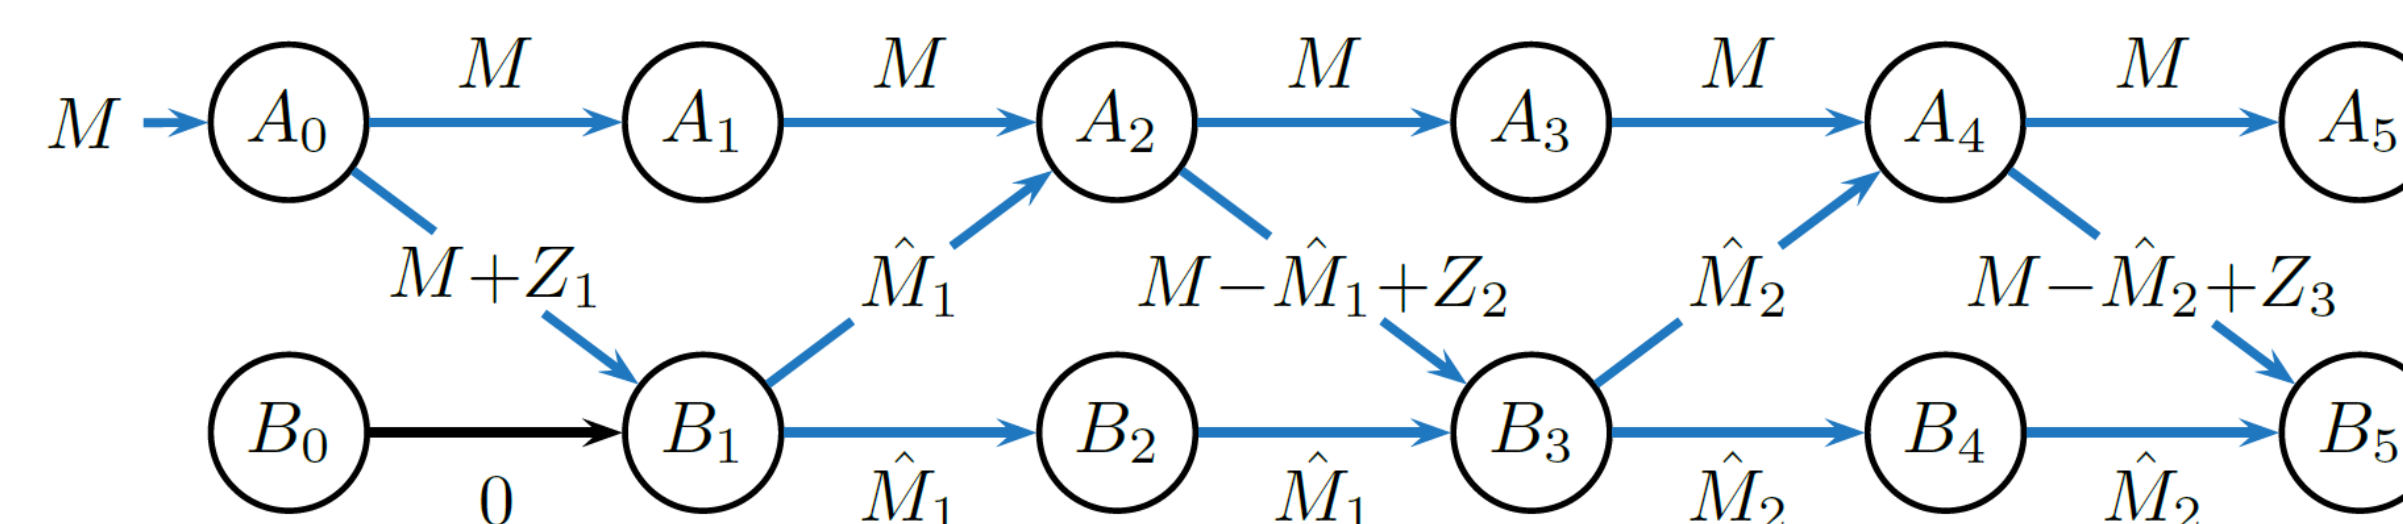 M M M M M
M A₀ A₁ A₂ A₃ A₄ A₅
M+Z₁ M̂₁ M−M̂₁+Z₂ M̂₂ M−M̂₂+Z₃
B₀ B₁ B₂ B₃ B₄ B₅
0 M̂₁ M̂₁ M̂₂ M̂₂